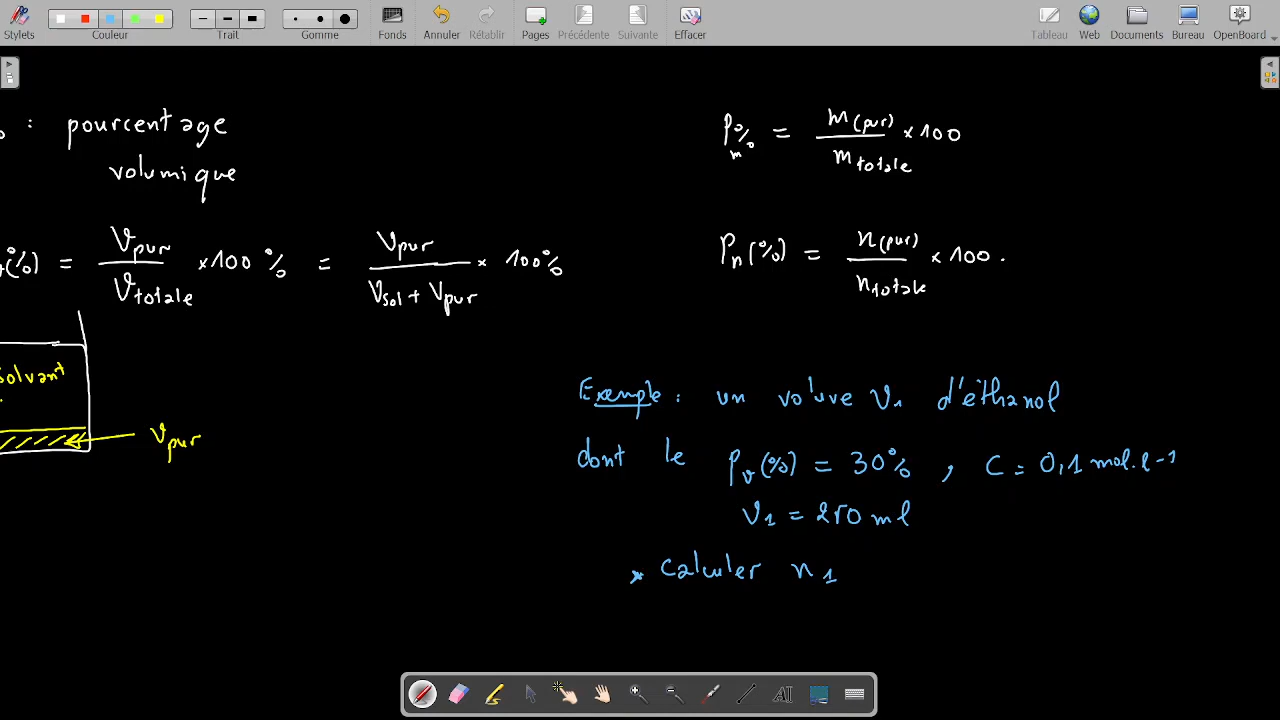 Stylets Couleur Trait Gomme Fonds Annuler Rétablir Pages Précédente Suivante Effacer Tableau Web Documents Bureau OpenBoard
: pourcentage
volumique
(%) = Vpur / Vtotale × 100 % = Vpur / Vsol + Vpur × 100%
solvant
Vpur
P%m = m(pur) / mtotale × 100
Pn(%) = n(pur) / ntotale × 100.
Exemple : un voluve V1 d'éthanol
dont le Pv(%) = 30%, C = 0,1 mol.l-1
V1 = 250 ml
* Calculer n1
AI